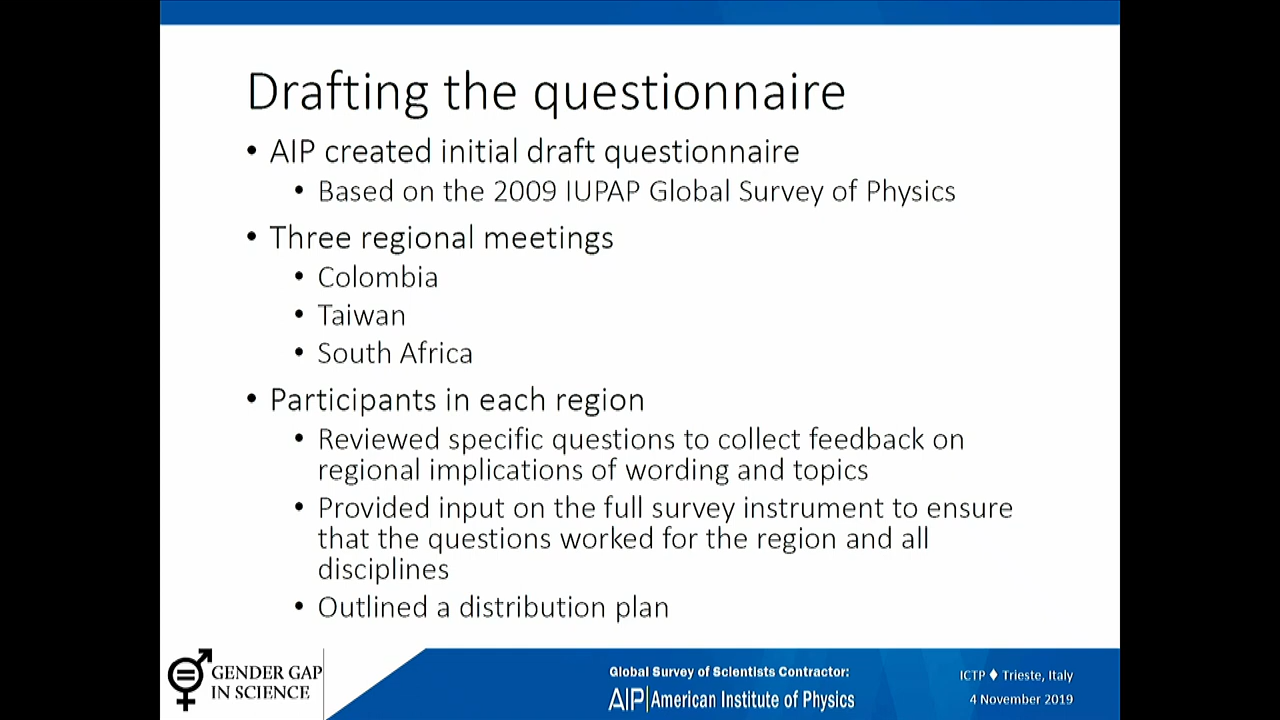 Drafting the questionnaire
• AIP created initial draft questionnaire
• Based on the 2009 IUPAP Global Survey of Physics
• Three regional meetings
• Colombia
• Taiwan
• South Africa
• Participants in each region
• Reviewed specific questions to collect feedback on
regional implications of wording and topics
• Provided input on the full survey instrument to ensure
that the questions worked for the region and all
disciplines
• Outlined a distribution plan
GENDER GAP
IN SCIENCE
Global Survey of Scientists Contractor:
AIP|American Institute of Physics
ICTP ♦ Trieste, Italy
4 November 2019